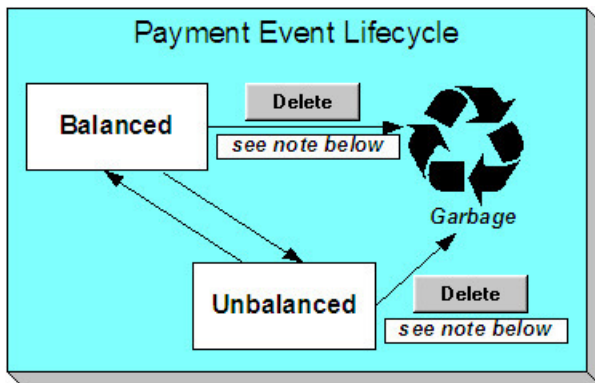 Payment Event Lifecycle
Delete
Balanced
see note below
Garbage
Unbalanced
Delete
see note below